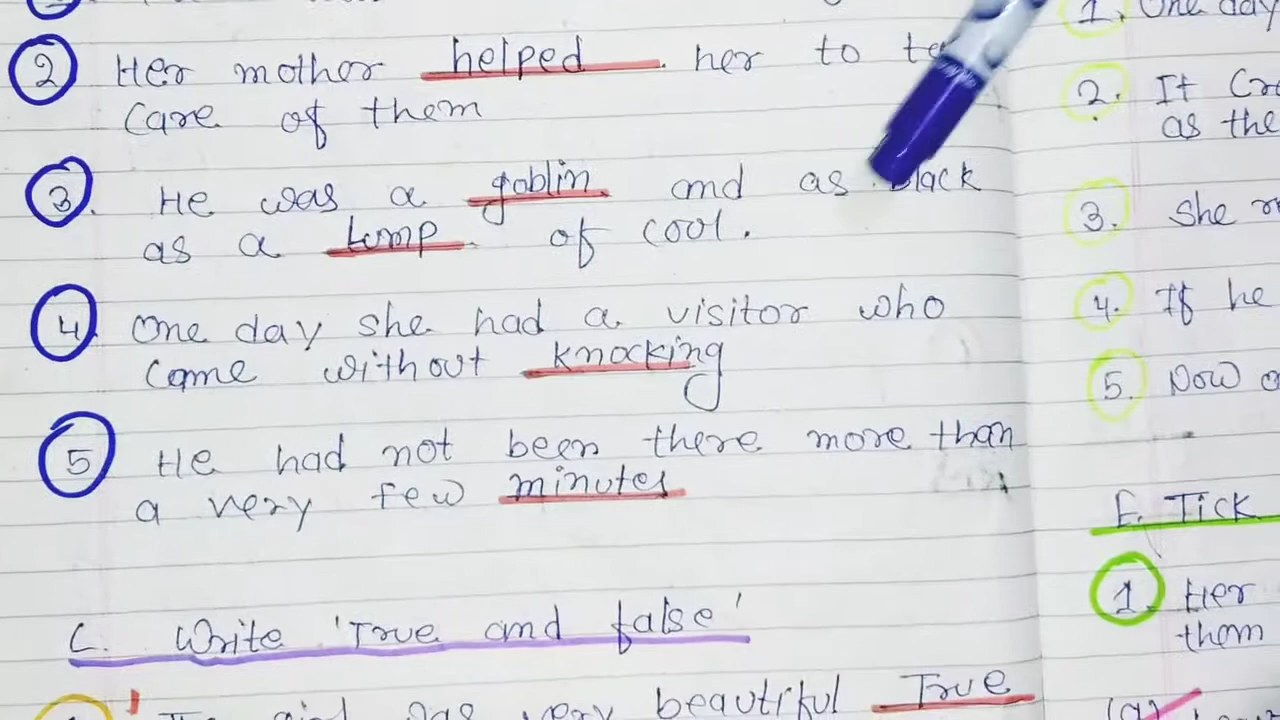 2 Her mother helped her to
care of them
3. He was a goblin and as black
as a lump of cool.
4. One day she had a visitor who
came without knocking
5 He had not been there more than
a very few minutes
C. Write 'True and false'
very beautiful True
1. One day
2. It
as the
3. She
4. If he
5. Now
E. Tick
1. Her
them
(a)